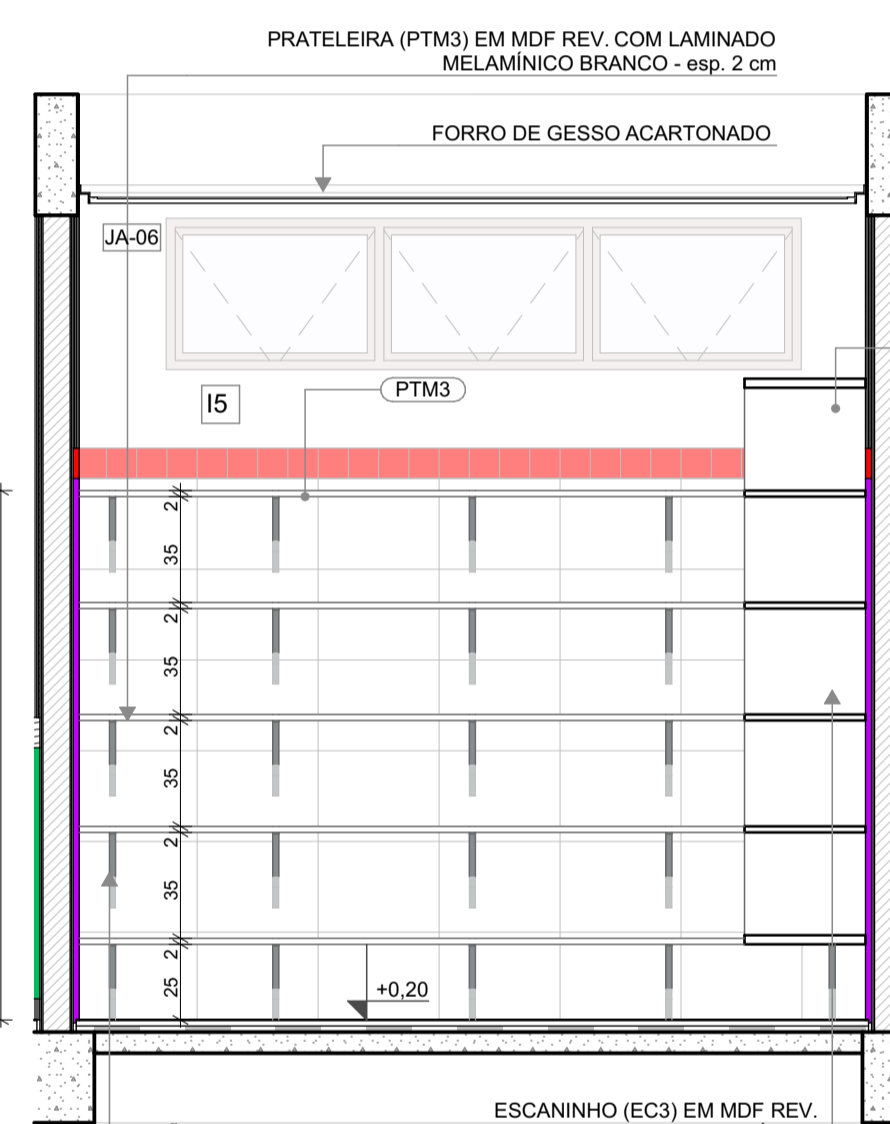 PRATELEIRA (PTM3) EM MDF REV. COM LAMINADO
MELAMÍNICO BRANCO - esp. 2 cm
FORRO DE GESSO ACARTONADO
JA-06
PTM3
I5
2
35
2
35
2
35
2
35
2
25
+0,20
ESCANINHO (EC3) EM MDF REV.